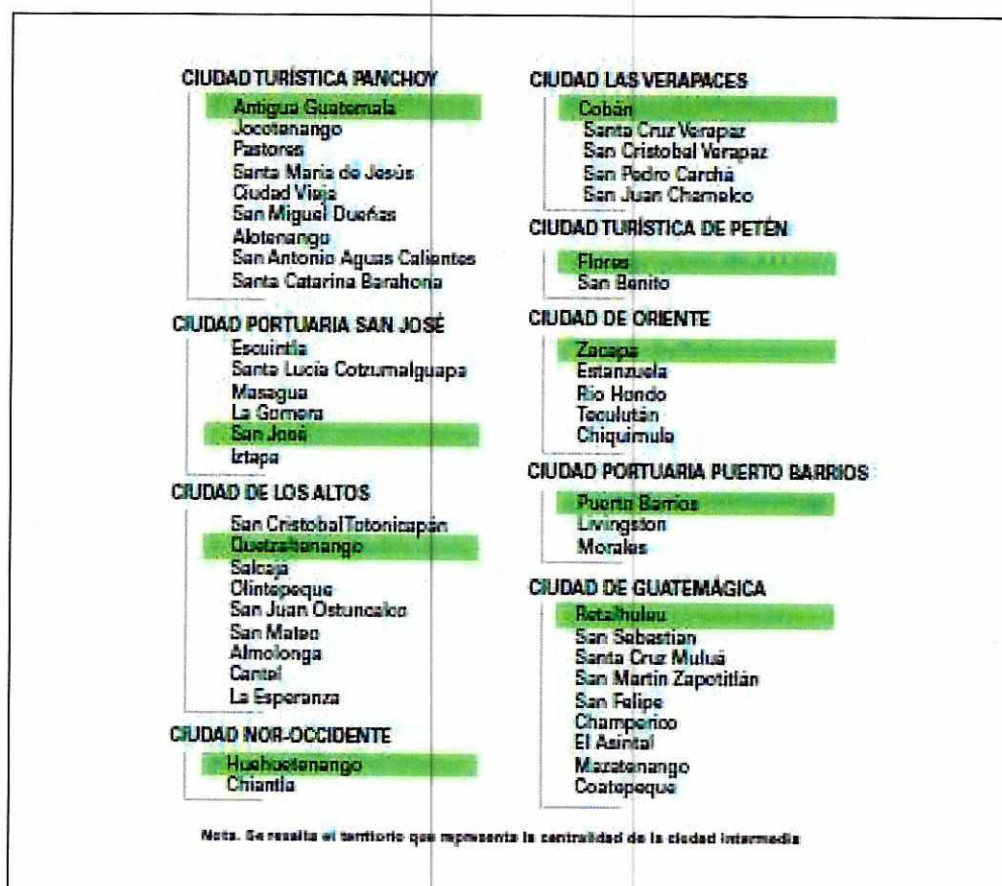 CIUDAD TURÍSTICA PANCHOY
Antigua Guatemala
Jocotenango
Pastores
Santa Maria de Jesús
Ciudad Vieja
San Miguel Dueñas
Alotenango
San Antonio Aguas Calientes
Santa Catarina Barahona
CIUDAD PORTUARIA SAN JOSÉ
Escuintla
Santa Lucia Cotzumalguapa
Masagua
La Gomera
San José
Iztapa
CIUDAD DE LOS ALTOS
San Cristobal Totonicapán
Quetzaltenango
Salcaja
Olintepeque
San Juan Ostuncalco
San Mateo
Almolonga
Cantel
La Esperanza
CIUDAD NOR-OCCIDENTE
Huehuetenango
Chiantla
CIUDAD LAS VERAPACES
Cobán
Santa Cruz Verapaz
San Cristobal Verapaz
San Pedro Carchá
San Juan Chamelco
CIUDAD TURÍSTICA DE PETÉN
Flores
San Benito
CIUDAD DE ORIENTE
Zacapa
Estanzuela
Rio Hondo
Teculután
Chiquimula
CIUDAD PORTUARIA PUERTO BARRIOS
Puerto Barrios
Livingston
Morales
CIUDAD DE GUATEMÁGICA
Retalhuleu
San Sebastian
Santa Cruz Muluá
San Martín Zapotitlán
San Felipe
Champerico
El Asintal
Mazatenango
Coatepeque
Nota. Se resalta el territorio que representa la centralidad de la ciudad intermedia